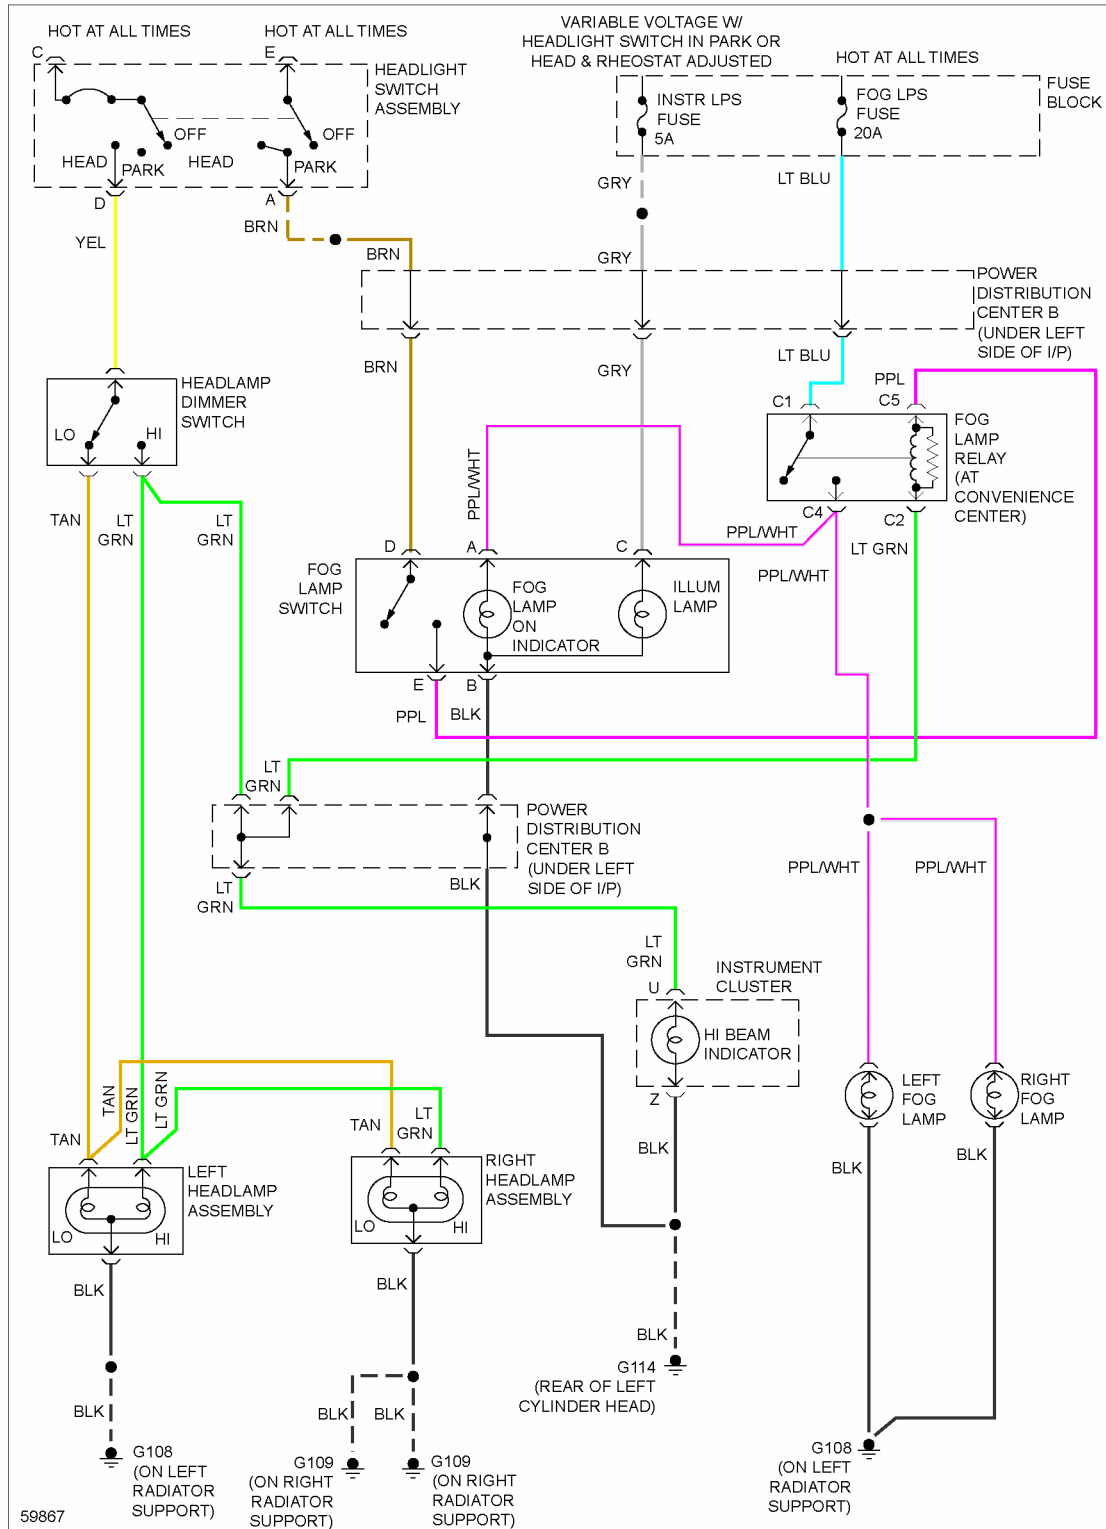 HOT AT ALL TIMES
HOT AT ALL TIMES
VARIABLE VOLTAGE W/
HEADLIGHT SWITCH IN PARK OR
HEAD & RHEOSTAT ADJUSTED
HOT AT ALL TIMES
C
E
HEADLIGHT
SWITCH
ASSEMBLY
OFF
OFF
HEAD
PARK
HEAD
PARK
D
A
INSTR LPS
FUSE
5A
FOG LPS
FUSE
20A
FUSE
BLOCK
GRY
LT BLU
YEL
BRN
BRN
GRY
POWER
DISTRIBUTION
CENTER B
(UNDER LEFT
SIDE OF I/P)
BRN
GRY
LT BLU
PPL
C1
C5
HEADLAMP
DIMMER
SWITCH
LO
HI
FOG
LAMP
RELAY
(AT
CONVENIENCE
CENTER)
C4
C2
TAN
LT
GRN
LT
GRN
PPL/WHT
PPL/WHT
LT GRN
PPL/WHT
D
A
C
FOG
LAMP
SWITCH
FOG
LAMP
ON
INDICATOR
ILLUM
LAMP
E
B
PPL
BLK
LT
GRN
POWER
DISTRIBUTION
CENTER B
(UNDER LEFT
SIDE OF I/P)
LT
GRN
BLK
PPL/WHT
PPL/WHT
LT
GRN
U
INSTRUMENT
CLUSTER
HI BEAM
INDICATOR
Z
LEFT
FOG
LAMP
RIGHT
FOG
LAMP
TAN
TAN
LT GRN
LT GRN
TAN
LT
GRN
BLK
BLK
BLK
LEFT
HEADLAMP
ASSEMBLY
LO
HI
RIGHT
HEADLAMP
ASSEMBLY
LO
HI
BLK
BLK
BLK
G114
(REAR OF LEFT
CYLINDER HEAD)
BLK
BLK
BLK
G108
(ON LEFT
RADIATOR
SUPPORT)
G109
(ON RIGHT
RADIATOR
SUPPORT)
G109
(ON RIGHT
RADIATOR
SUPPORT)
G108
(ON LEFT
RADIATOR
SUPPORT)
59867